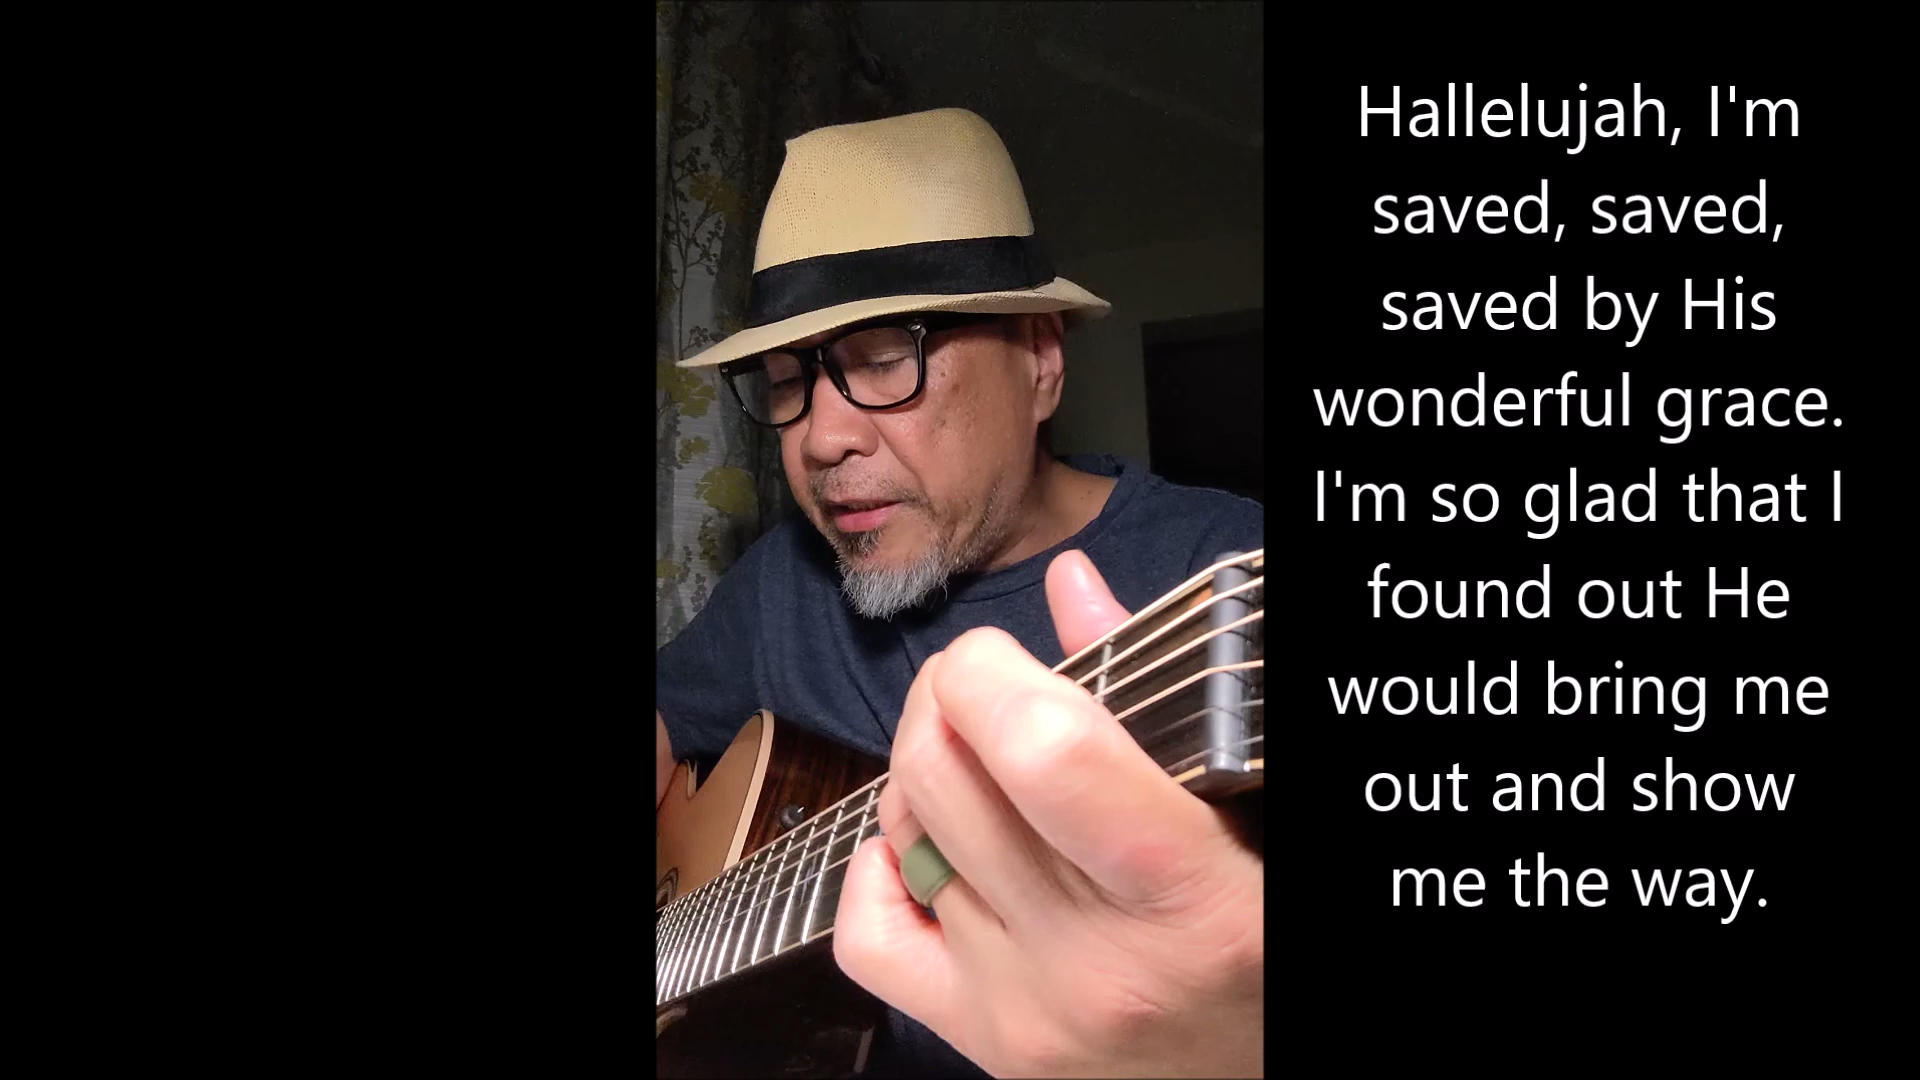 Hallelujah, I'm
saved, saved,
saved by His
wonderful grace.
I'm so glad that I
found out He
would bring me
out and show
me the way.